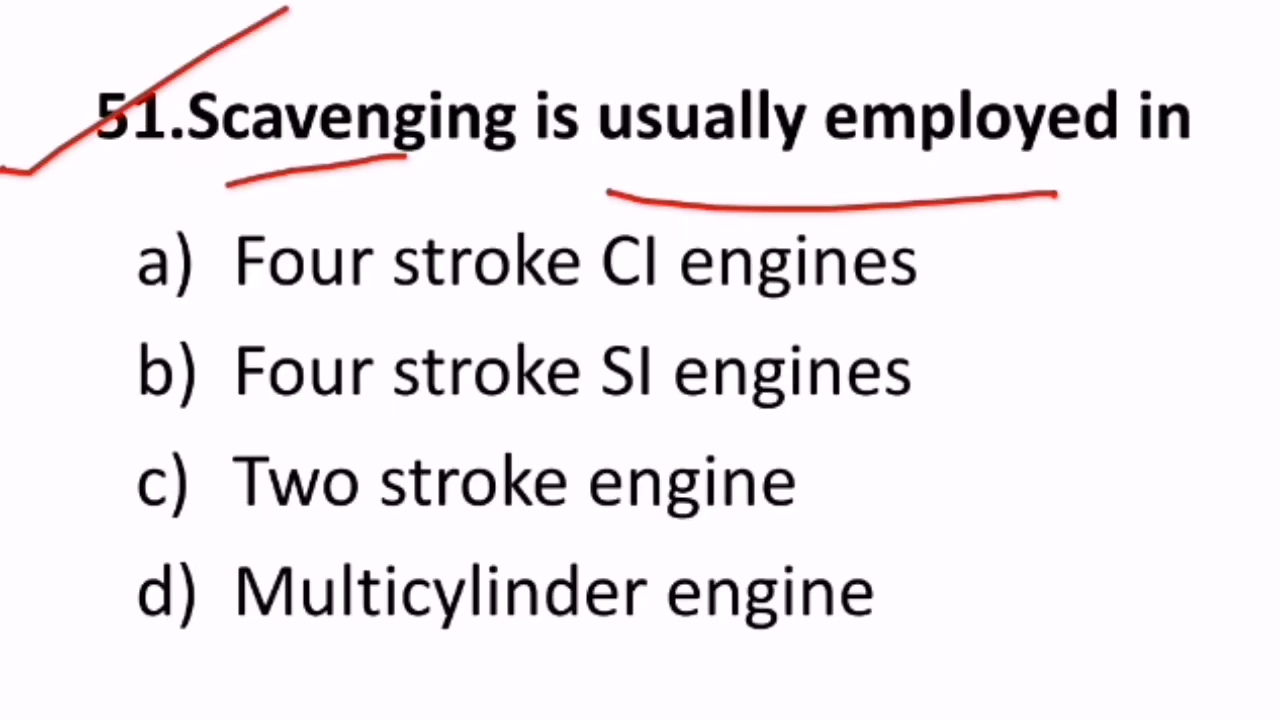 51.Scavenging is usually employed in
a) Four stroke CI engines
b) Four stroke SI engines
c) Two stroke engine
d) Multicylinder engine